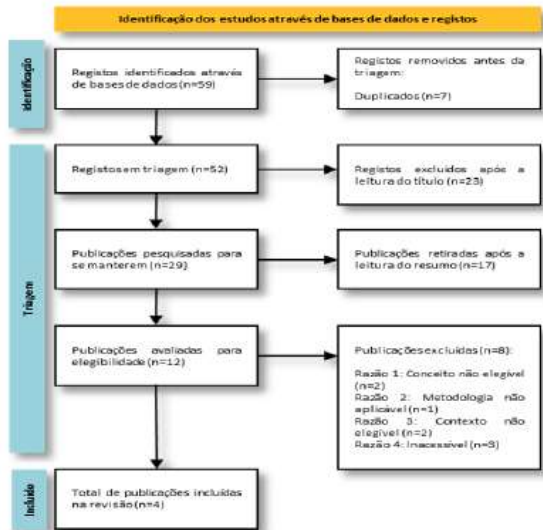 Identificação dos estudos através de bases de dados e registos
Identificação
Registos identificados através
de bases de dados (n=59)
Registos removidos antes da
triagem:
Duplicados (n=7)
Triagem
Registos em triagem (n=52)
Registos excluídos após a
leitura do título (n=23)
Publicações pesquisadas para
se manterem (n=29)
Publicações retiradas após a
leitura do resumo (n=17)
Publicações avaliadas para
elegibilidade (n=12)
Publicações excluídas (n=8):
Razão 1: Conceito não elegível
(n=2)
Razão 2: Metodologia não
aplicável (n=1)
Razão 3: Contexto não
elegível (n=2)
Razão 4: Inacessível (n=3)
Incluído
Total de publicações incluídas
na revisão (n=4)